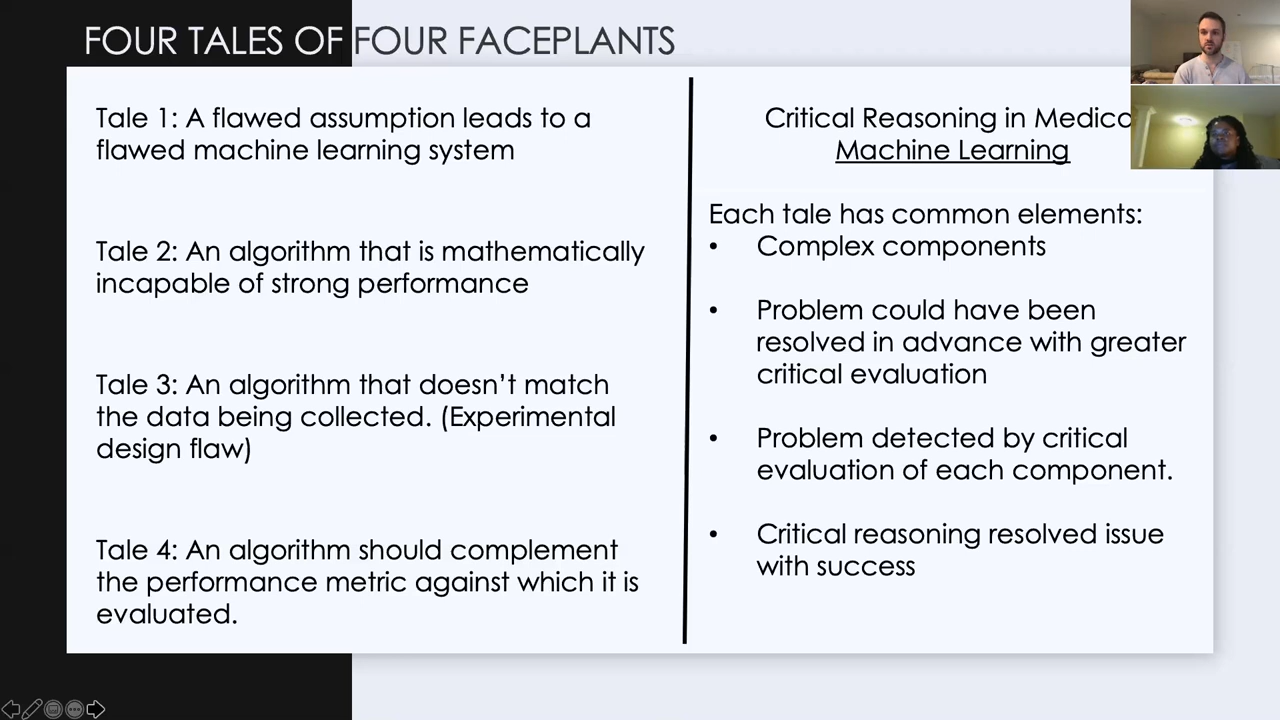 FOUR TALES OF FOUR FACEPLANTS
Tale 1: A flawed assumption leads to a
flawed machine learning system
Tale 2: An algorithm that is mathematically
incapable of strong performance
Tale 3: An algorithm that doesn’t match
the data being collected. (Experimental
design flaw)
Tale 4: An algorithm should complement
the performance metric against which it is
evaluated.
Critical Reasoning in Medica
Machine Learning
Each tale has common elements:
• Complex components
• Problem could have been
resolved in advance with greater
critical evaluation
• Problem detected by critical
evaluation of each component.
• Critical reasoning resolved issue
with success